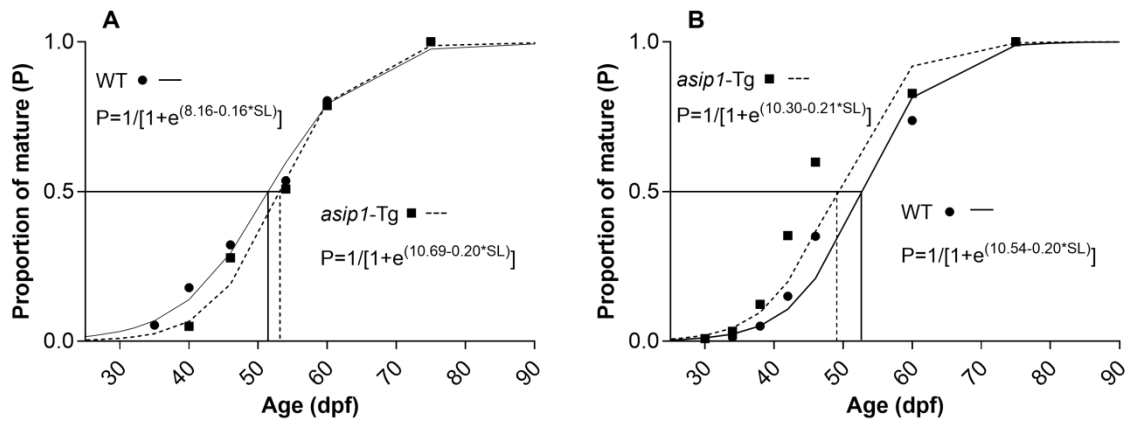 A
Proportion of mature (P)
1.0
0.5
0.0
WT
P=1/[1+e^(8.16-0.16*SL)]
asip1-Tg
P=1/[1+e^(10.69-0.20*SL)]
30 40 50 60 70 80 90
Age (dpf)
B
Proportion of mature (P)
1.0
0.5
0.0
asip1-Tg
P=1/[1+e^(10.30-0.21*SL)]
WT
P=1/[1+e^(10.54-0.20*SL)]
30 40 50 60 70 80 90
Age (dpf)